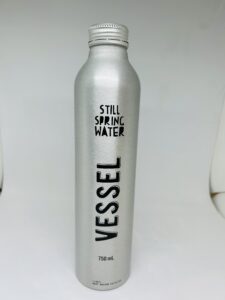 STILL
SPRING
WATER
VESSEL
750 mL